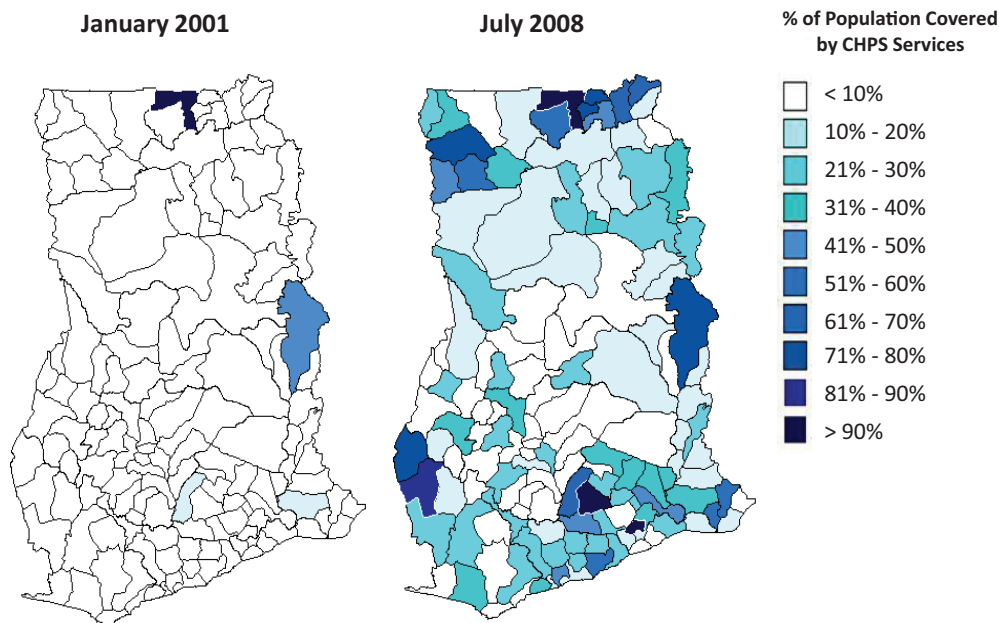 January 2001
July 2008
% of Population Covered
by CHPS Services
< 10%
10% - 20%
21% - 30%
31% - 40%
41% - 50%
51% - 60%
61% - 70%
71% - 80%
81% - 90%
> 90%